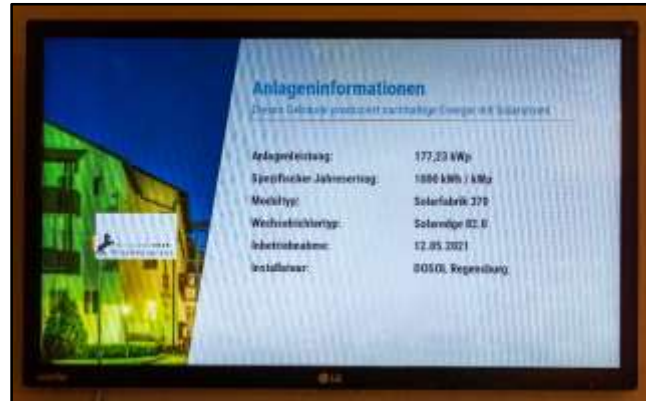 Anlageninformationen
Dieses Gebäude produziert nachhaltige Energie mit Solarstrom
Anlagenleistung: 177,23 kWp
Spezifischer Jahresertrag: 1000 kWh / kWp
Modultyp: Solarfabrik 370
Wechselrichtertyp: Solaredge 82.8
Inbetriebnahme: 12.05.2021
Installateur: DOSOL Regensburg
LG